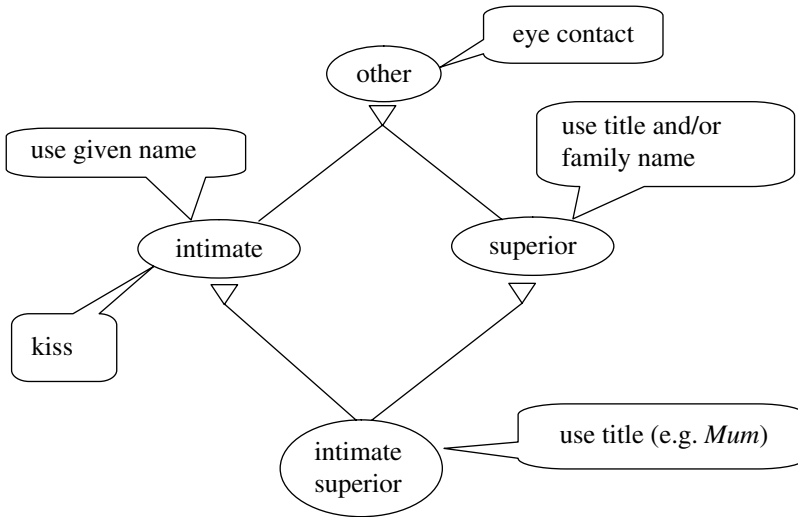 eye contact
other
use title and/or
family name
use given name
intimate
superior
kiss
intimate
superior
use title (e.g. Mum)